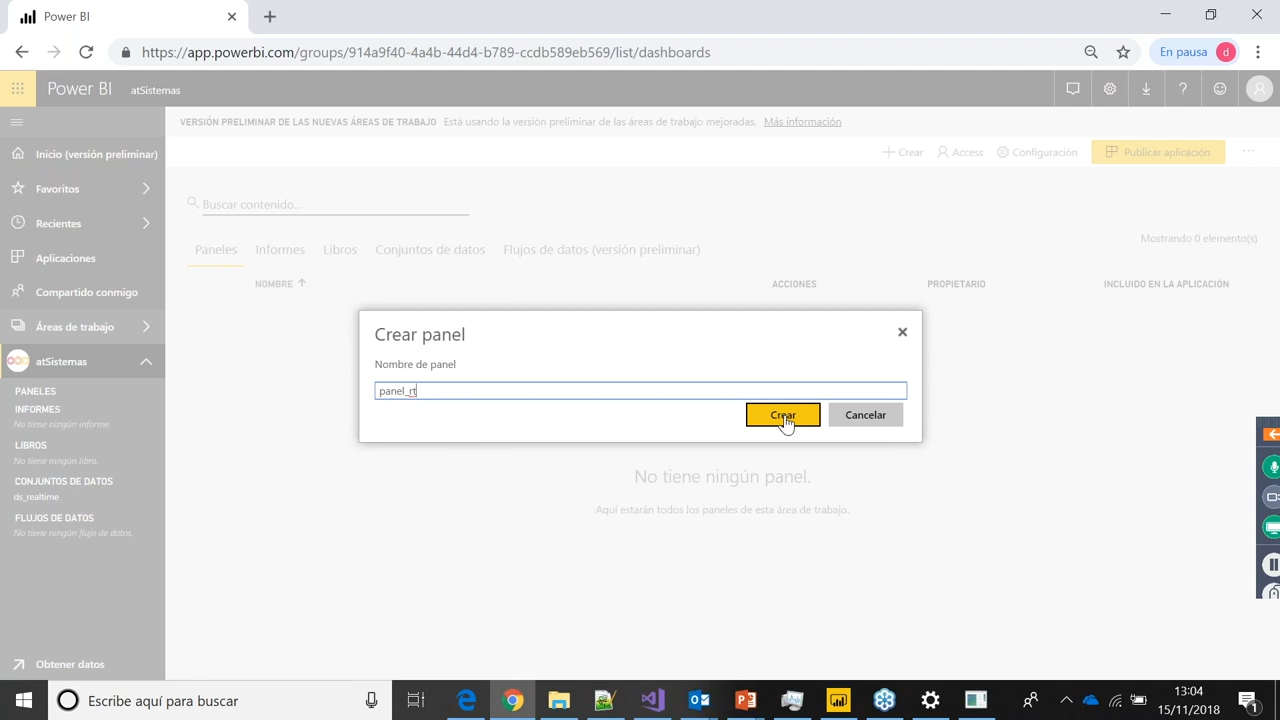 Power BI
https://app.powerbi.com/groups/914a9f40-4a4b-44d4-b789-ccdb589eb569/list/dashboards
En pausa
d
Power BI
atSistemas
VERSIÓN PRELIMINAR DE LAS NUEVAS ÁREAS DE TRABAJO Está usando la versión preliminar de las áreas de trabajo mejoradas. Más información
Inicio (versión preliminar)
Favoritos
Recientes
Aplicaciones
Compartido conmigo
Áreas de trabajo
atSistemas
PANELES
INFORMES
No tiene ningún informe
LIBROS
No tiene ningún libro.
CONJUNTOS DE DATOS
ds_realtime
FLUJOS DE DATOS
No tiene ningún flujo de datos.
Obtener datos
Crear
Access
Configuración
Publicar aplicación
Buscar contenido...
Paneles
Informes
Libros
Conjuntos de datos
Flujos de datos (versión preliminar)
Mostrando 0 elemento(s)
NOMBRE
ACCIONES
PROPIETARIO
INCLUIDO EN LA APLICACIÓN
Crear panel
Nombre de panel
panel_rt
Crear
Cancelar
No tiene ningún panel.
Aquí estarán todos los paneles de esta área de trabajo.
Escribe aquí para buscar
13:04
15/11/2018
1